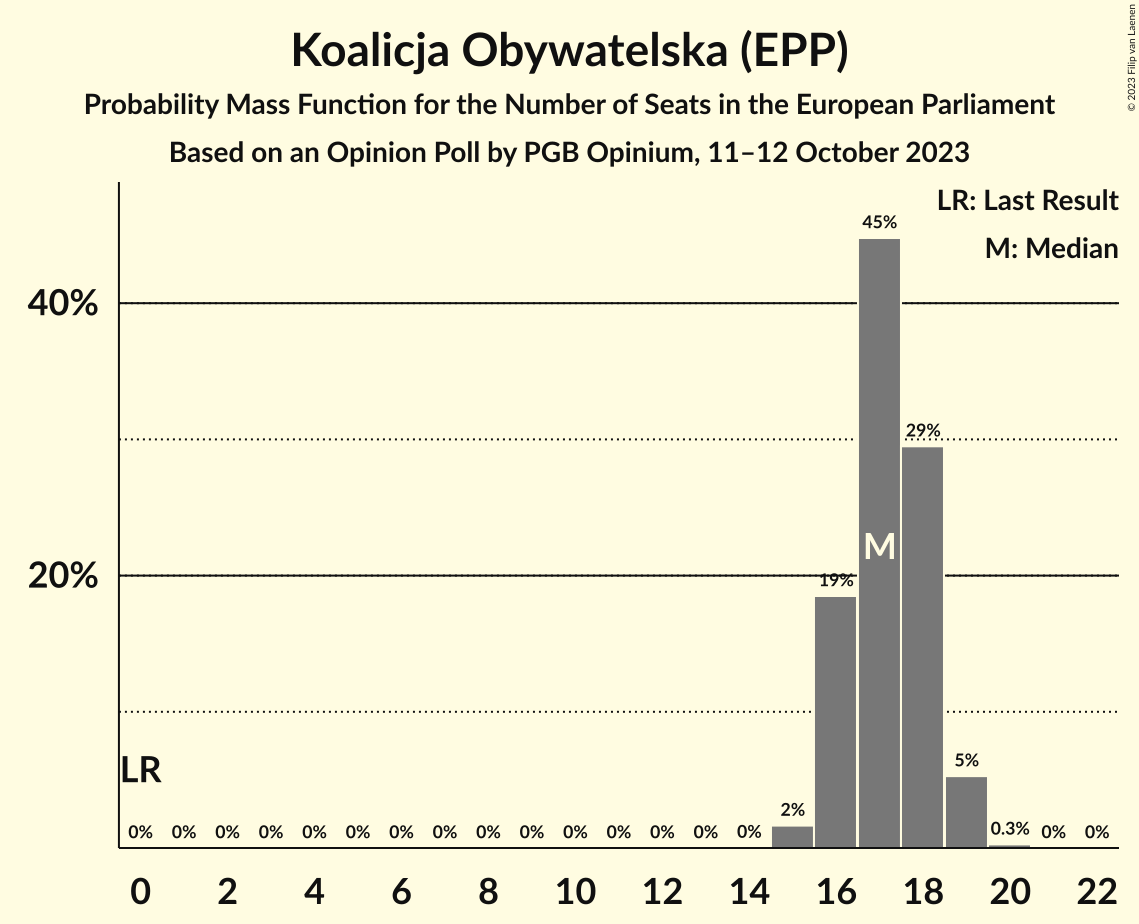 Koalicja Obywatelska (EPP)
Probability Mass Function for the Number of Seats in the European Parliament
Based on an Opinion Poll by PGB Opinium, 11–12 October 2023
© 2023 Filip van Laenen
LR: Last Result
M: Median
45%
40%
29%
M
20%
19%
LR
5%
2%
0% 0% 0% 0% 0% 0% 0% 0% 0% 0% 0% 0% 0% 0% 0% 0.3% 0% 0%
0 2 4 6 8 10 12 14 16 18 20 22